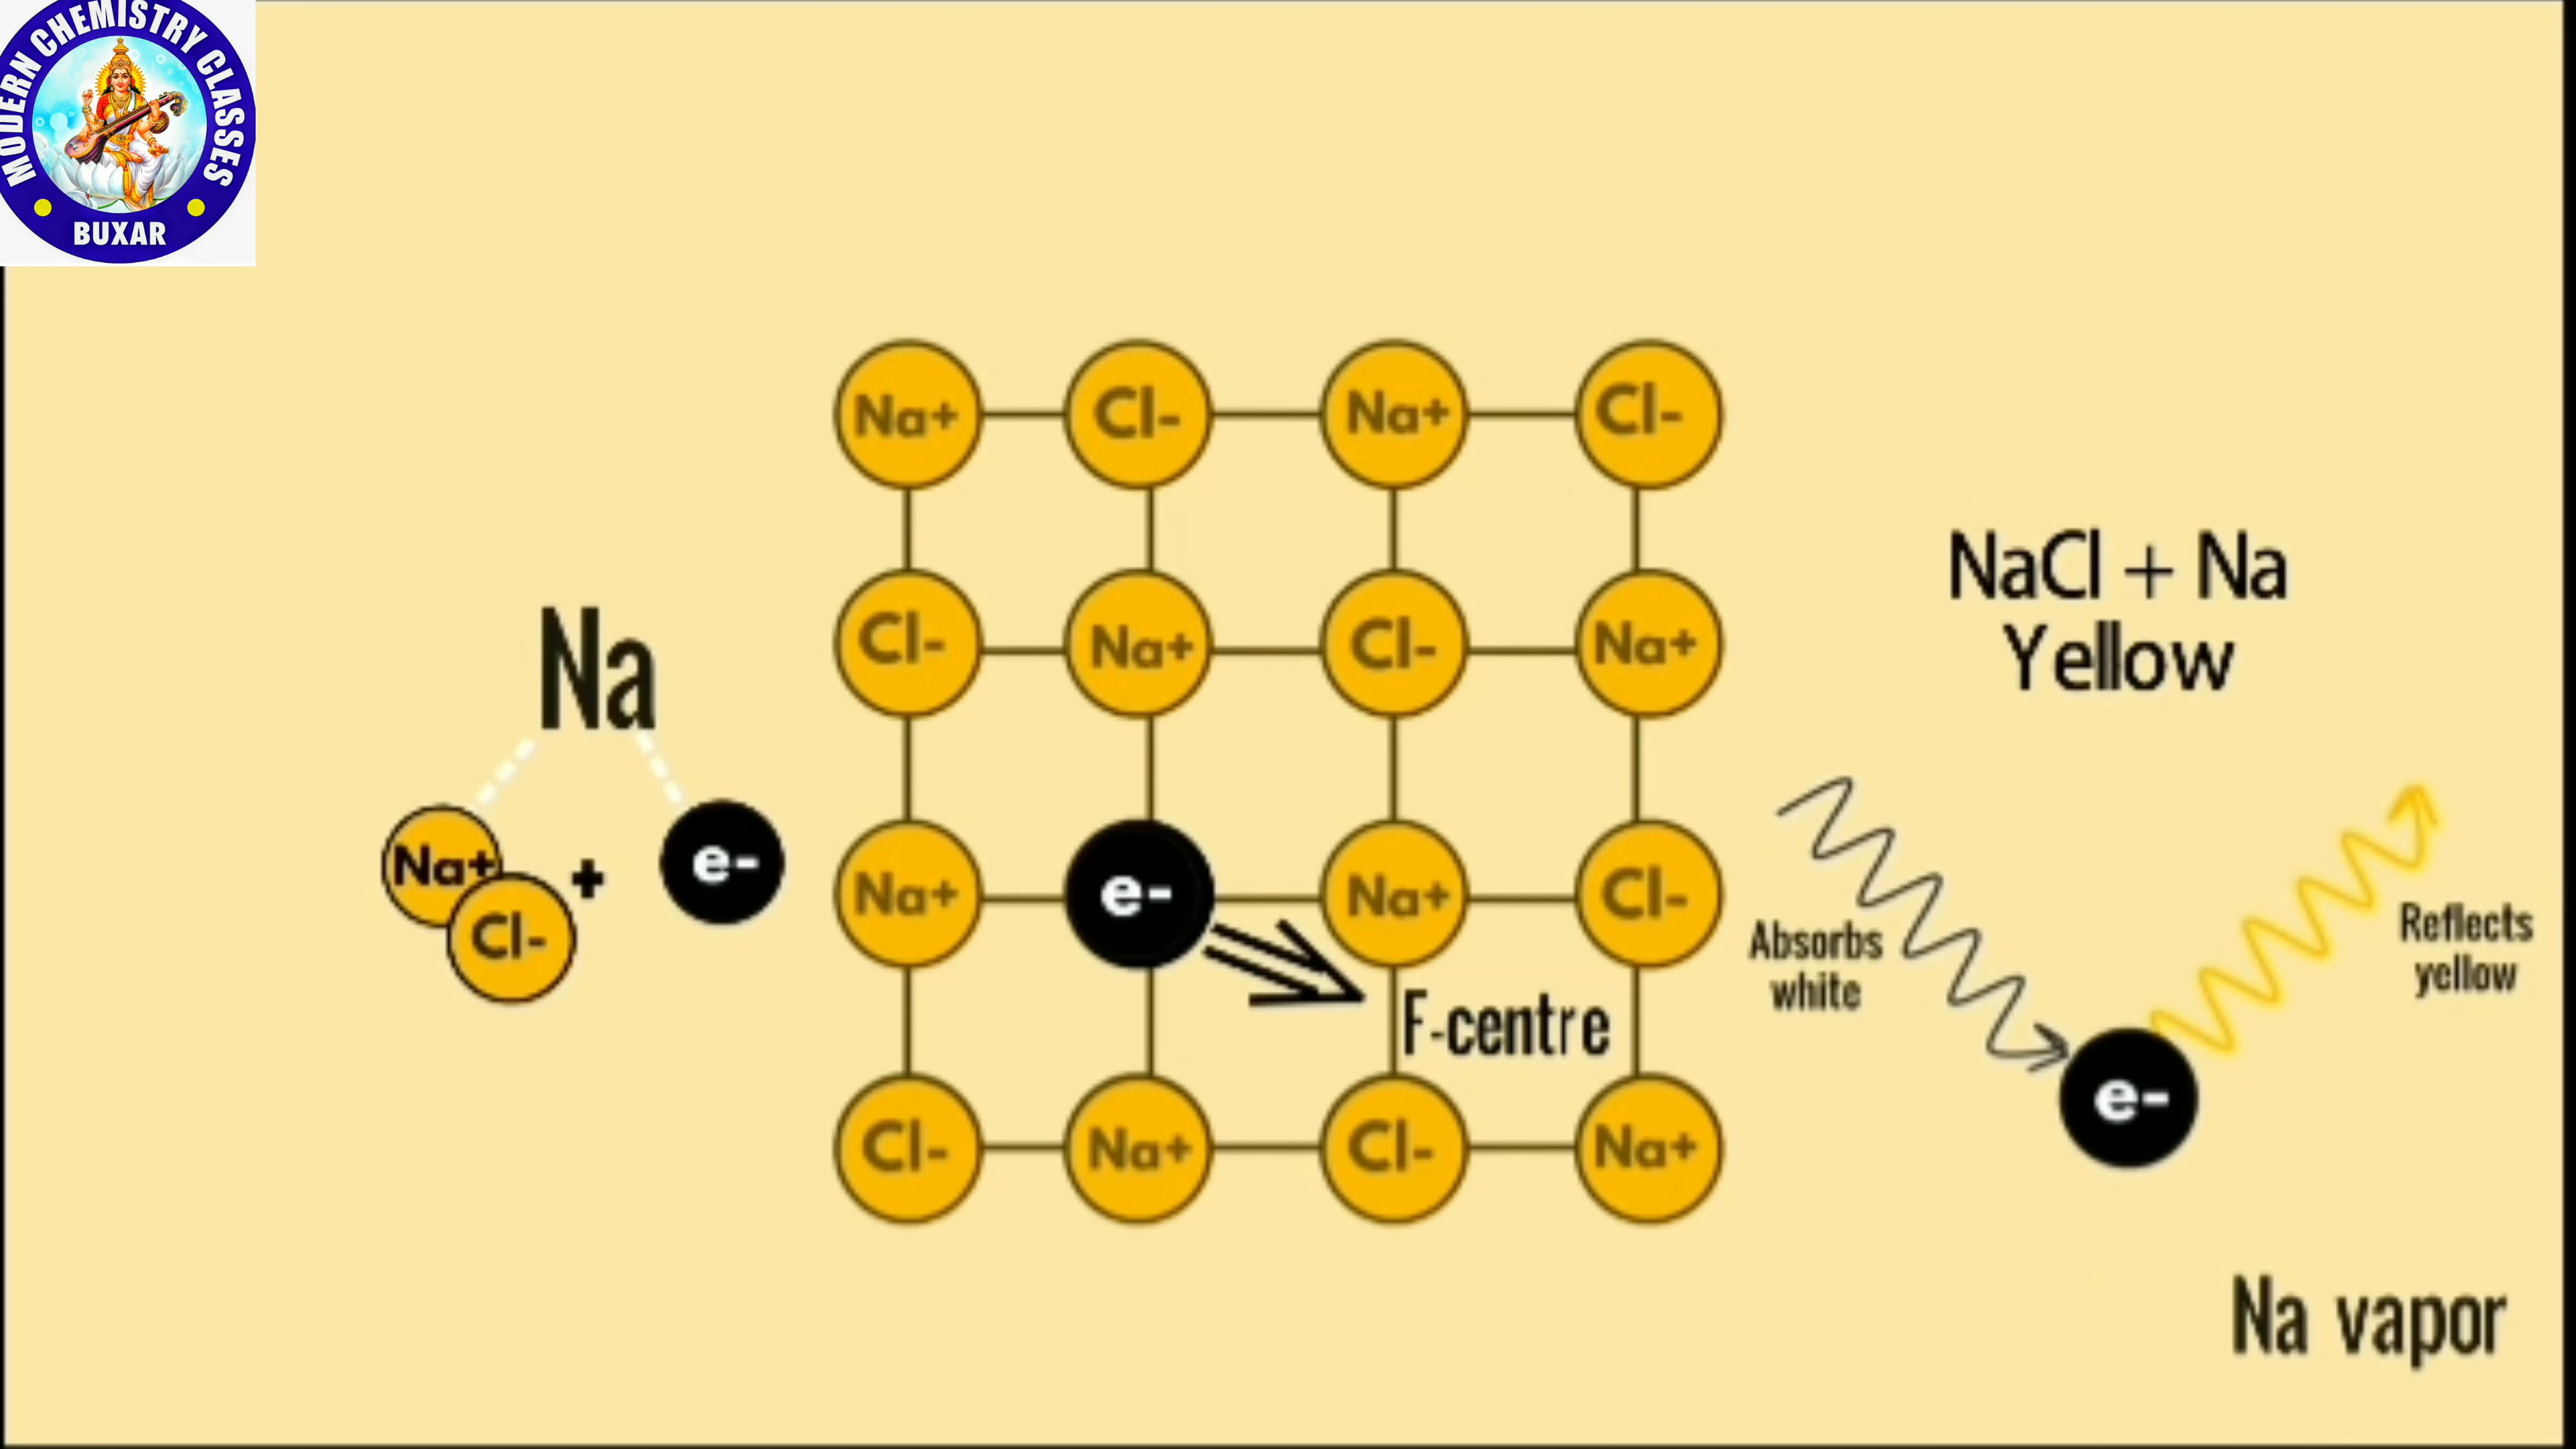 MODERN CHEMISTRY CLASSES
BUXAR
Na+ Cl- Na+ Cl-
NaCl + Na
Yellow
Na
Cl- Na+ Cl- Na+
Na+ + e-
Cl-
Na+ e- Na+ Cl-
Absorbs
white
Reflects
yellow
F-centre
e-
Cl- Na+ Cl- Na+
Na vapor